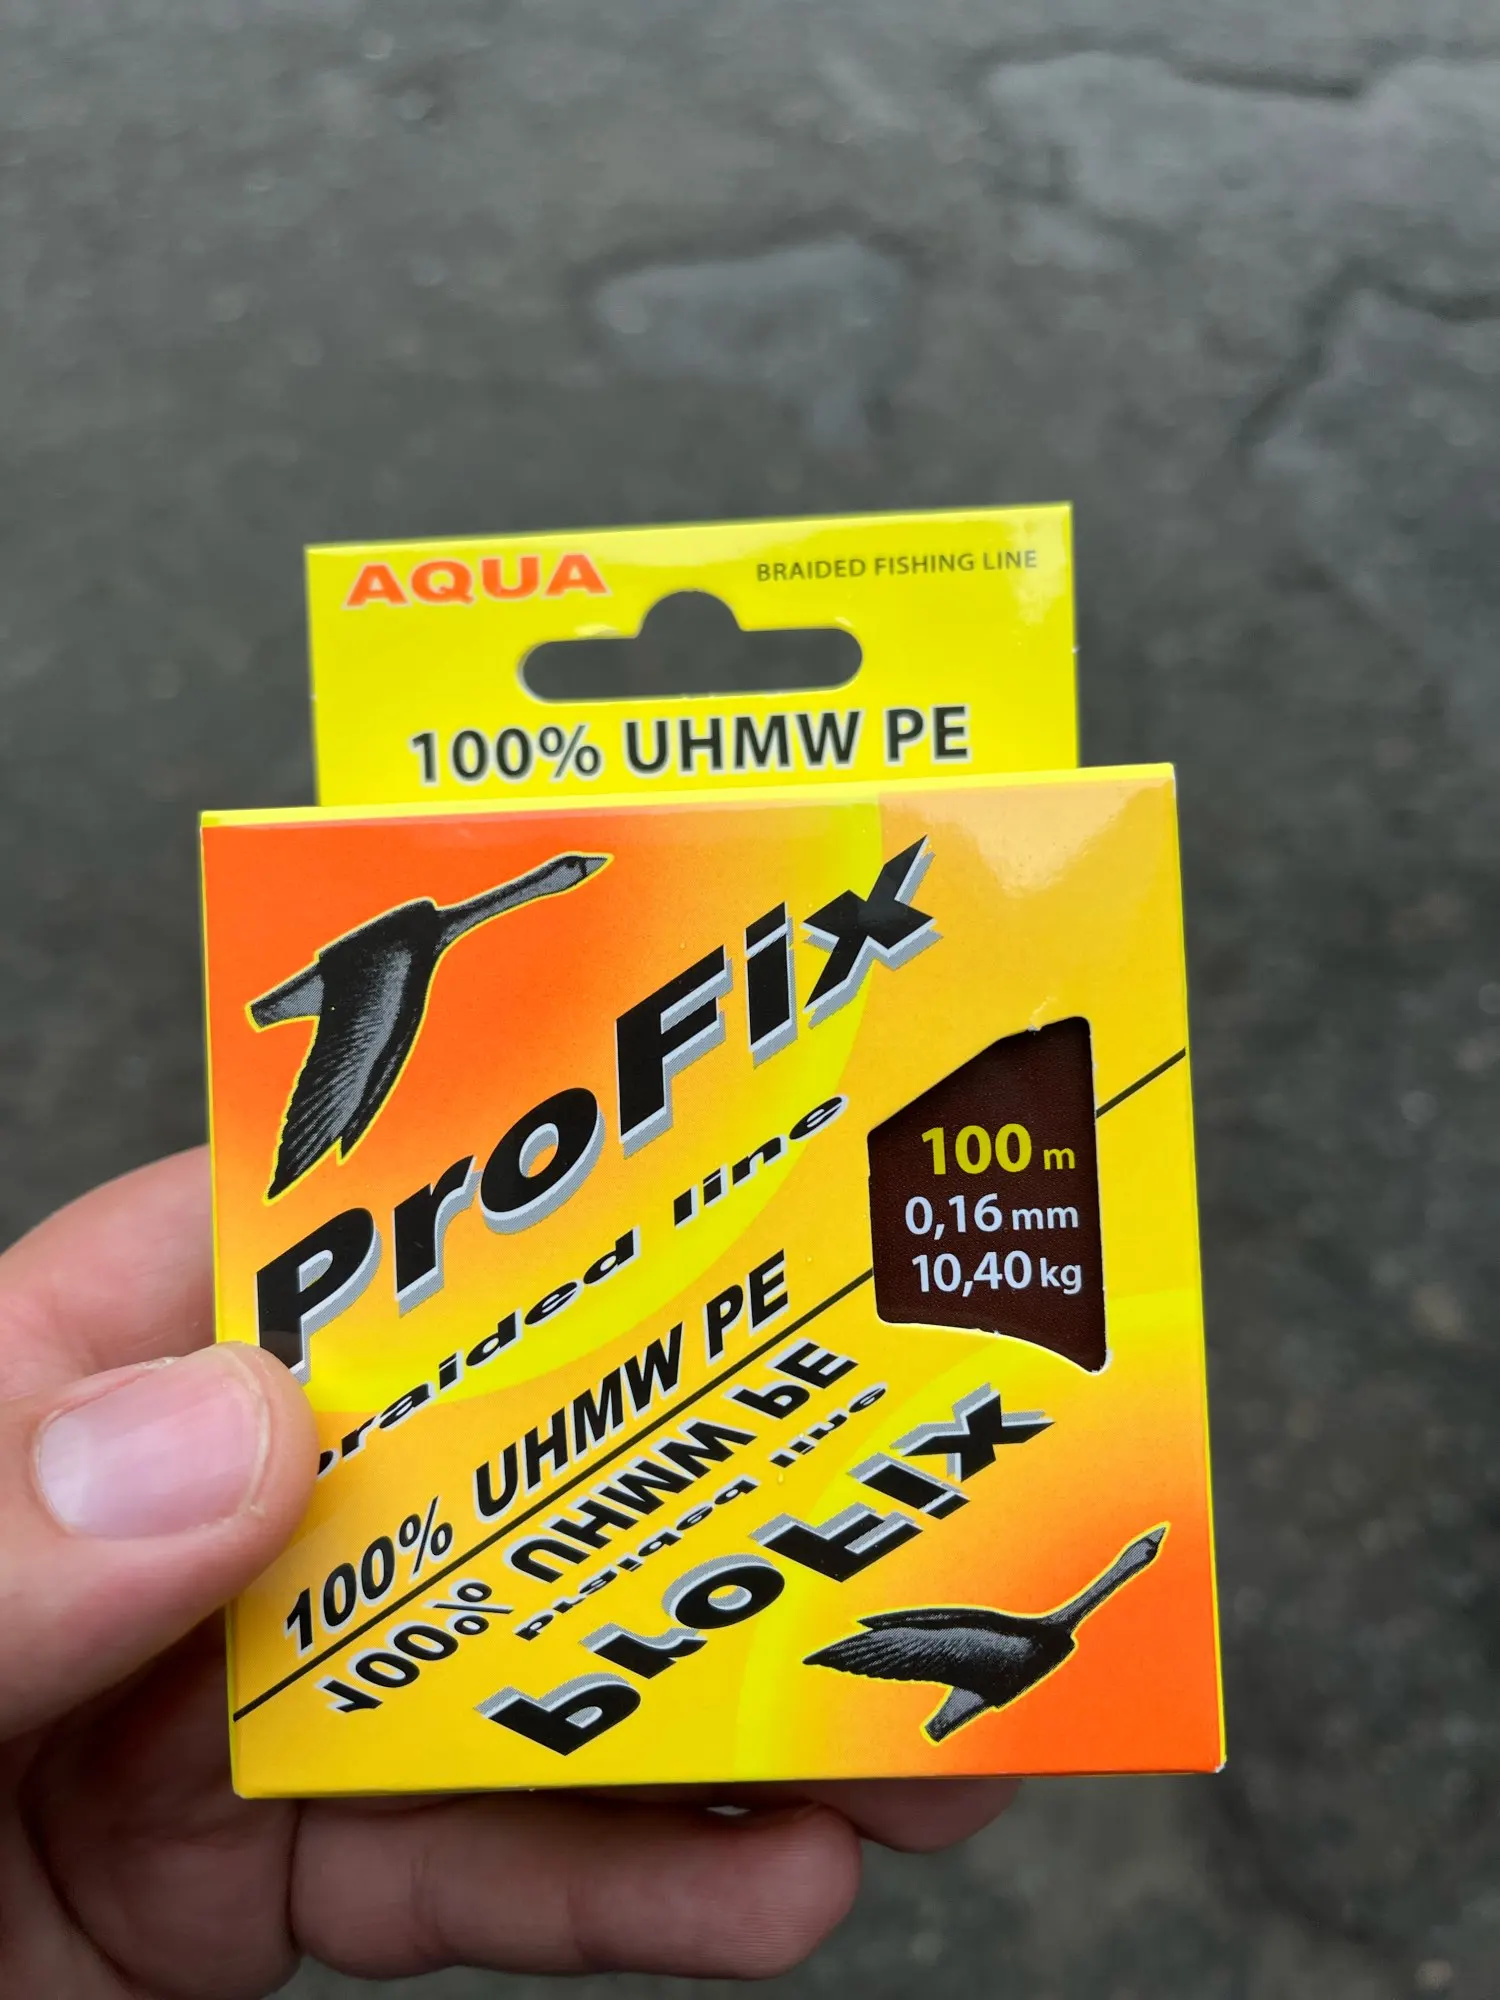 AQUA
BRAIDED FISHING LINE
100% UHMW PE
ProFix
braided line
100% UHMW PE
100 m
0,16 mm
10,40 kg
100% UHMW PE
braided line
ProFix